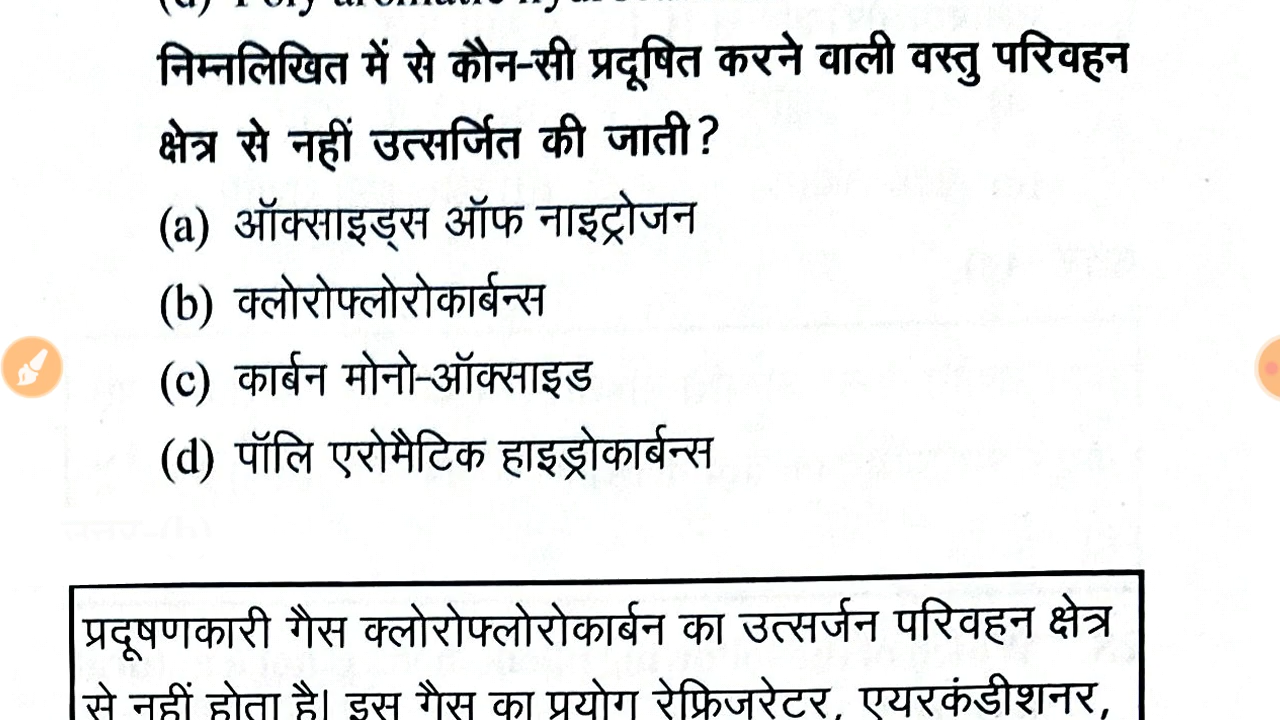 निम्नलिखित में से कौन-सी प्रदूषित करने वाली वस्तु परिवहन
क्षेत्र से नहीं उत्सर्जित की जाती?
(a) ऑक्साइड्स ऑफ नाइट्रोजन
(b) क्लोरोफ्लोरोकार्बन्स
(c) कार्बन मोनो-ऑक्साइड
(d) पॉलि एरोमैटिक हाइड्रोकार्बन्स
प्रदूषणकारी गैस क्लोरोफ्लोरोकार्बन का उत्सर्जन परिवहन क्षेत्र
से नहीं होता है। इस गैस का प्रयोग रेफ्रिजरेटर, एयरकंडीशनर,